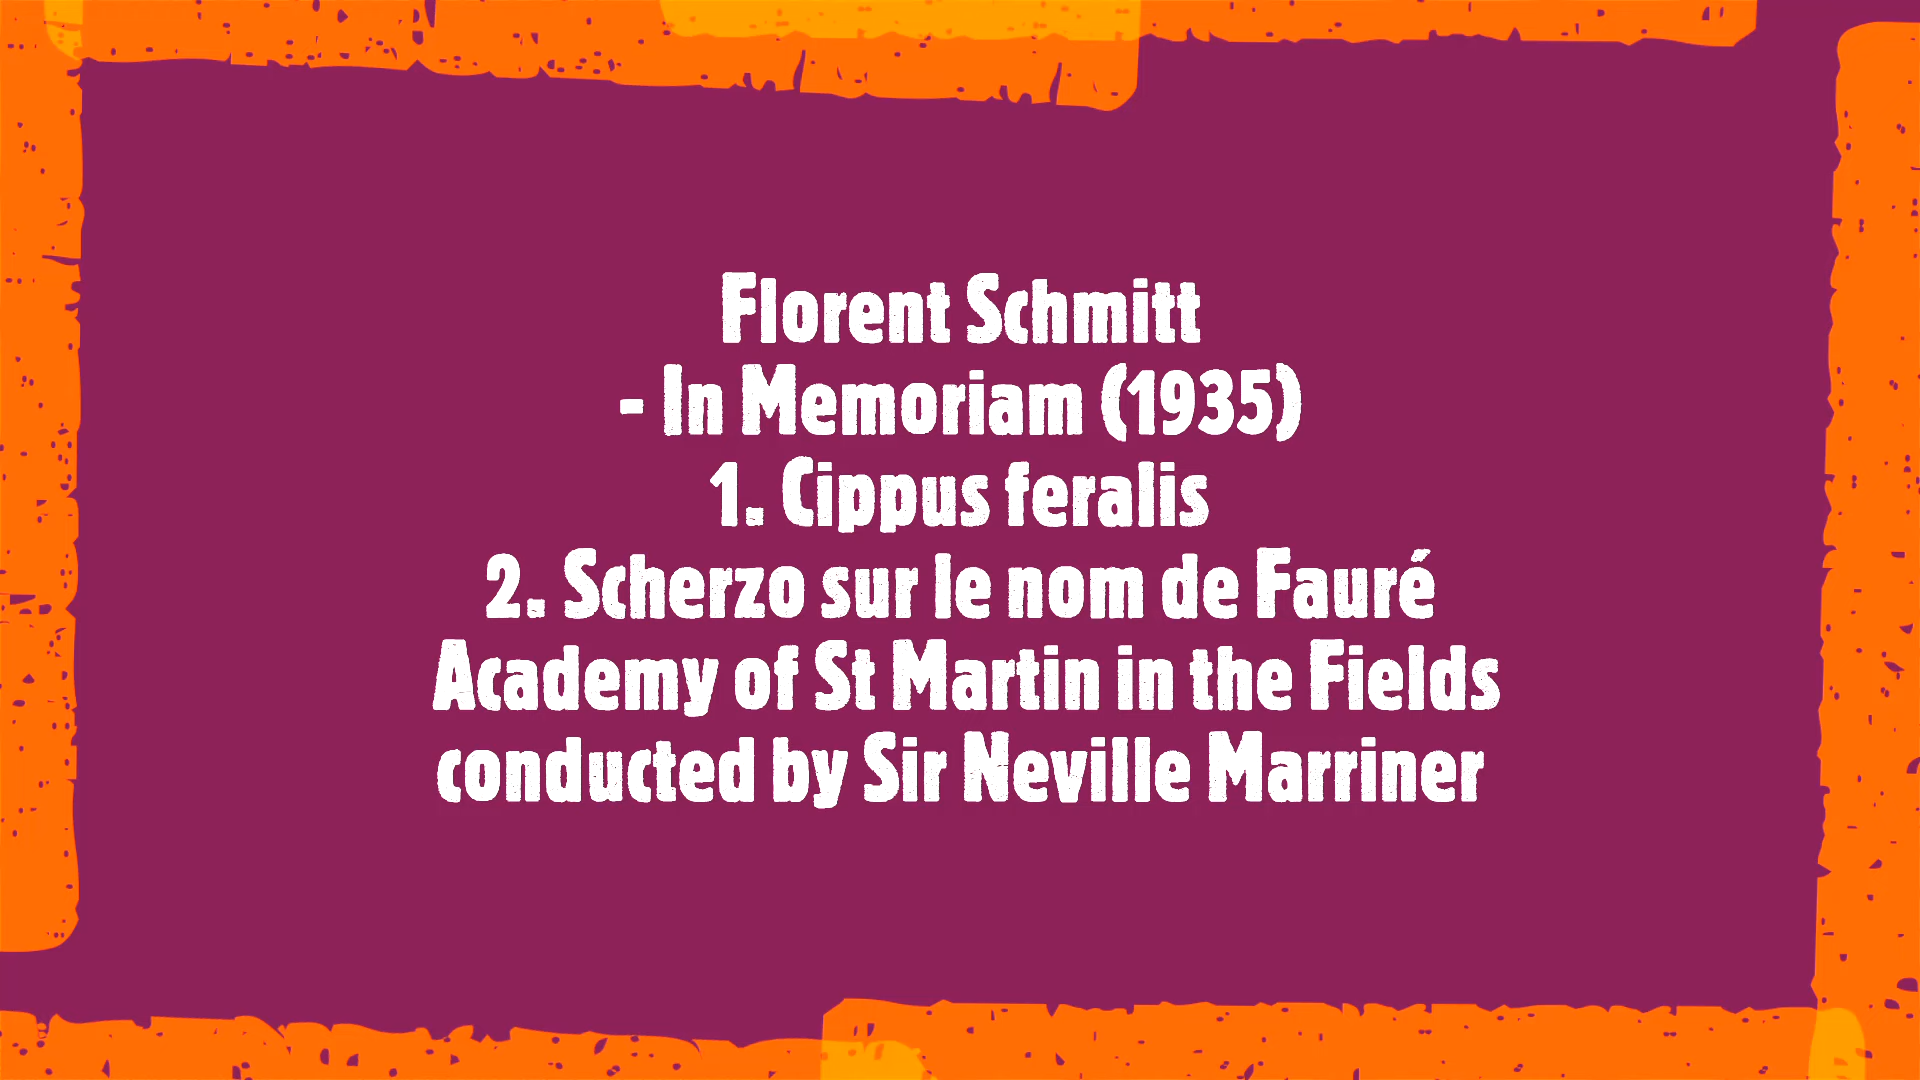 Florent Schmitt
- In Memoriam (1935)
1. Cippus feralis
2. Scherzo sur le nom de Fauré
Academy of St Martin in the Fields
conducted by Sir Neville Marriner